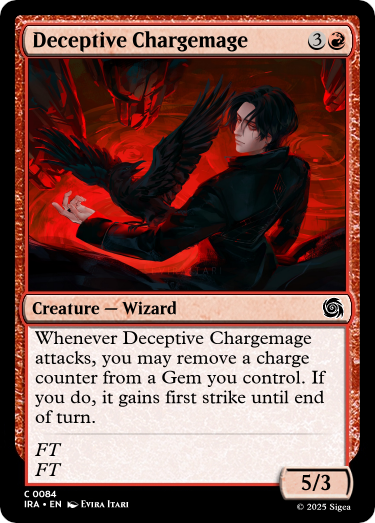 Deceptive Chargemage
3
Creature — Wizard
Whenever Deceptive Chargemage
attacks, you may remove a charge
counter from a Gem you control. If
you do, it gains first strike until end
of turn.
FT
FT
5/3
C 0084
IRA • EN Evira Itari
© 2025 Sigea